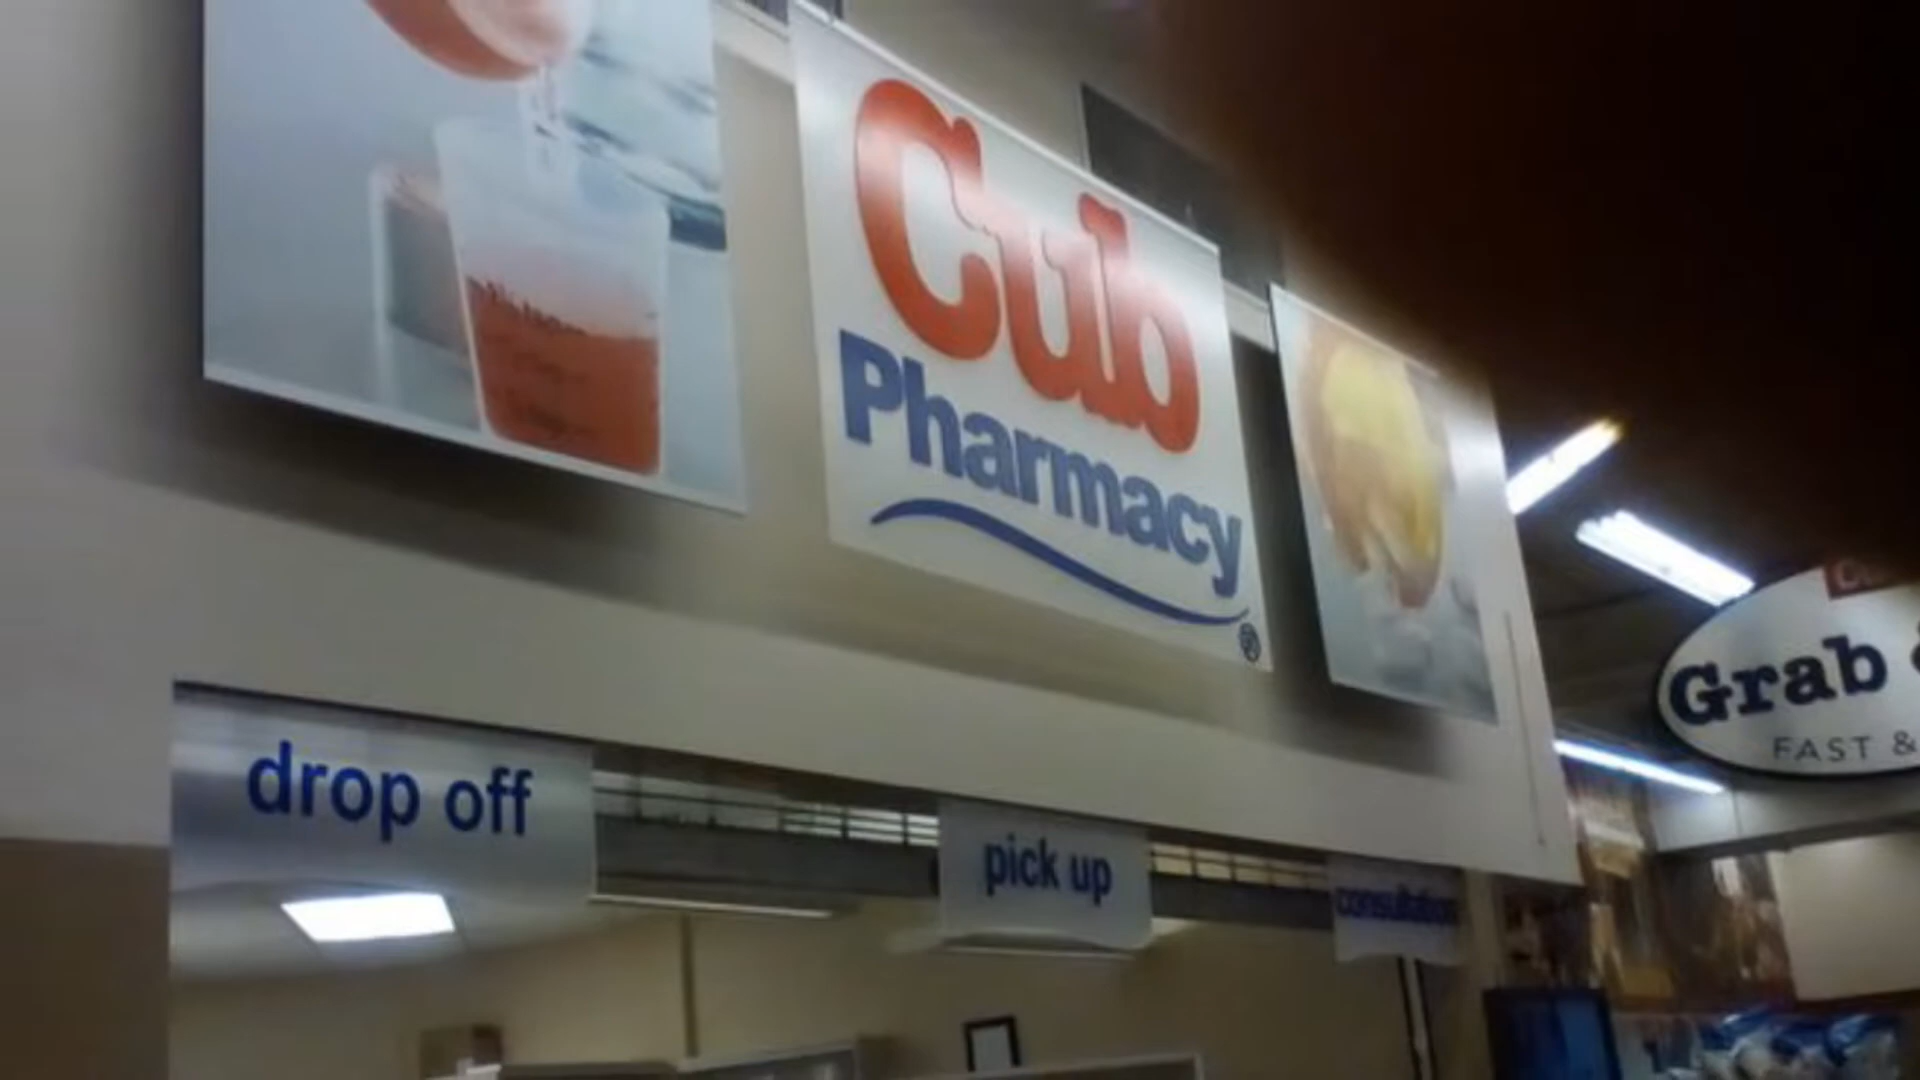 Cub
Pharmacy
®
drop off
pick up
consultation
Grab
FAST &